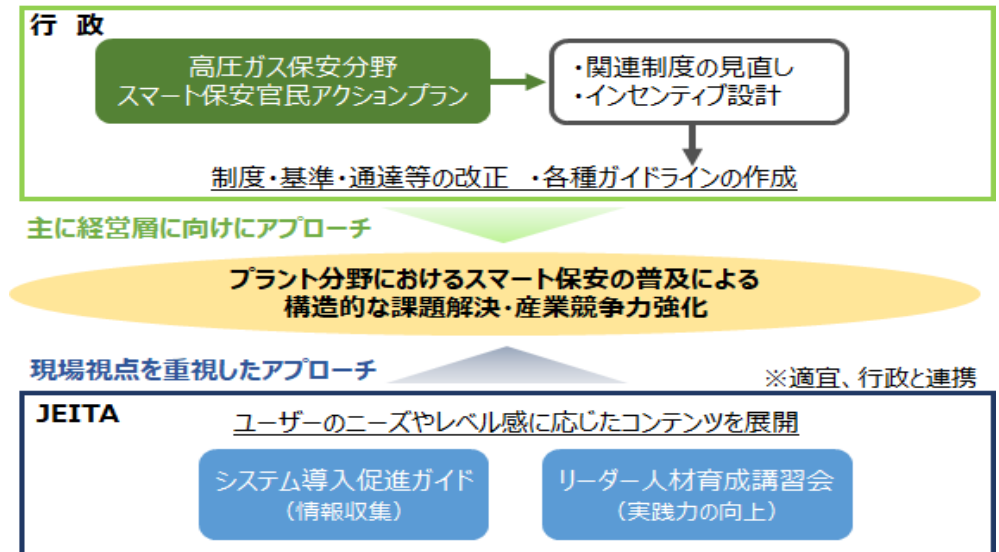 行 政
高圧ガス保安分野
スマート保安官民アクションプラン
・関連制度の見直し
・インセンティブ設計
制度・基準・通達等の改正 ・各種ガイドラインの作成
主に経営層に向けにアプローチ
プラント分野におけるスマート保安の普及による
構造的な課題解決・産業競争力強化
現場視点を重視したアプローチ
※適宜、行政と連携
JEITA
ユーザーのニーズやレベル感に応じたコンテンツを展開
システム導入促進ガイド
（情報収集）
リーダー人材育成講習会
（実践力の向上）